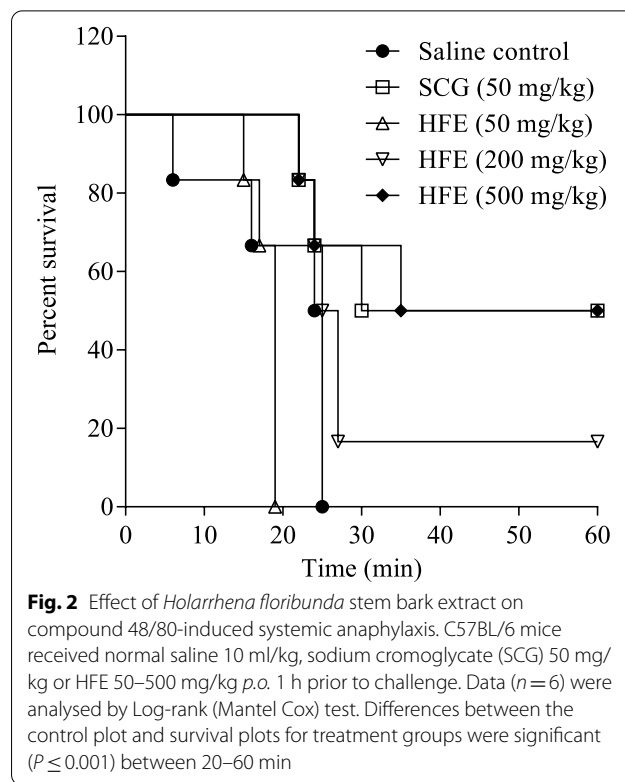 120
100
80
60
40
20
0
Percent survival
Saline control
SCG (50 mg/kg)
HFE (50 mg/kg)
HFE (200 mg/kg)
HFE (500 mg/kg)
0 10 20 30 40 50 60
Time (min)
Fig. 2 Effect of Holarrhena floribunda stem bark extract on
compound 48/80-induced systemic anaphylaxis. C57BL/6 mice
received normal saline 10 ml/kg, sodium cromoglycate (SCG) 50 mg/
kg or HFE 50–500 mg/kg p.o. 1 h prior to challenge. Data (n = 6) were
analysed by Log-rank (Mantel Cox) test. Differences between the
control plot and survival plots for treatment groups were significant
(P ≤ 0.001) between 20–60 min